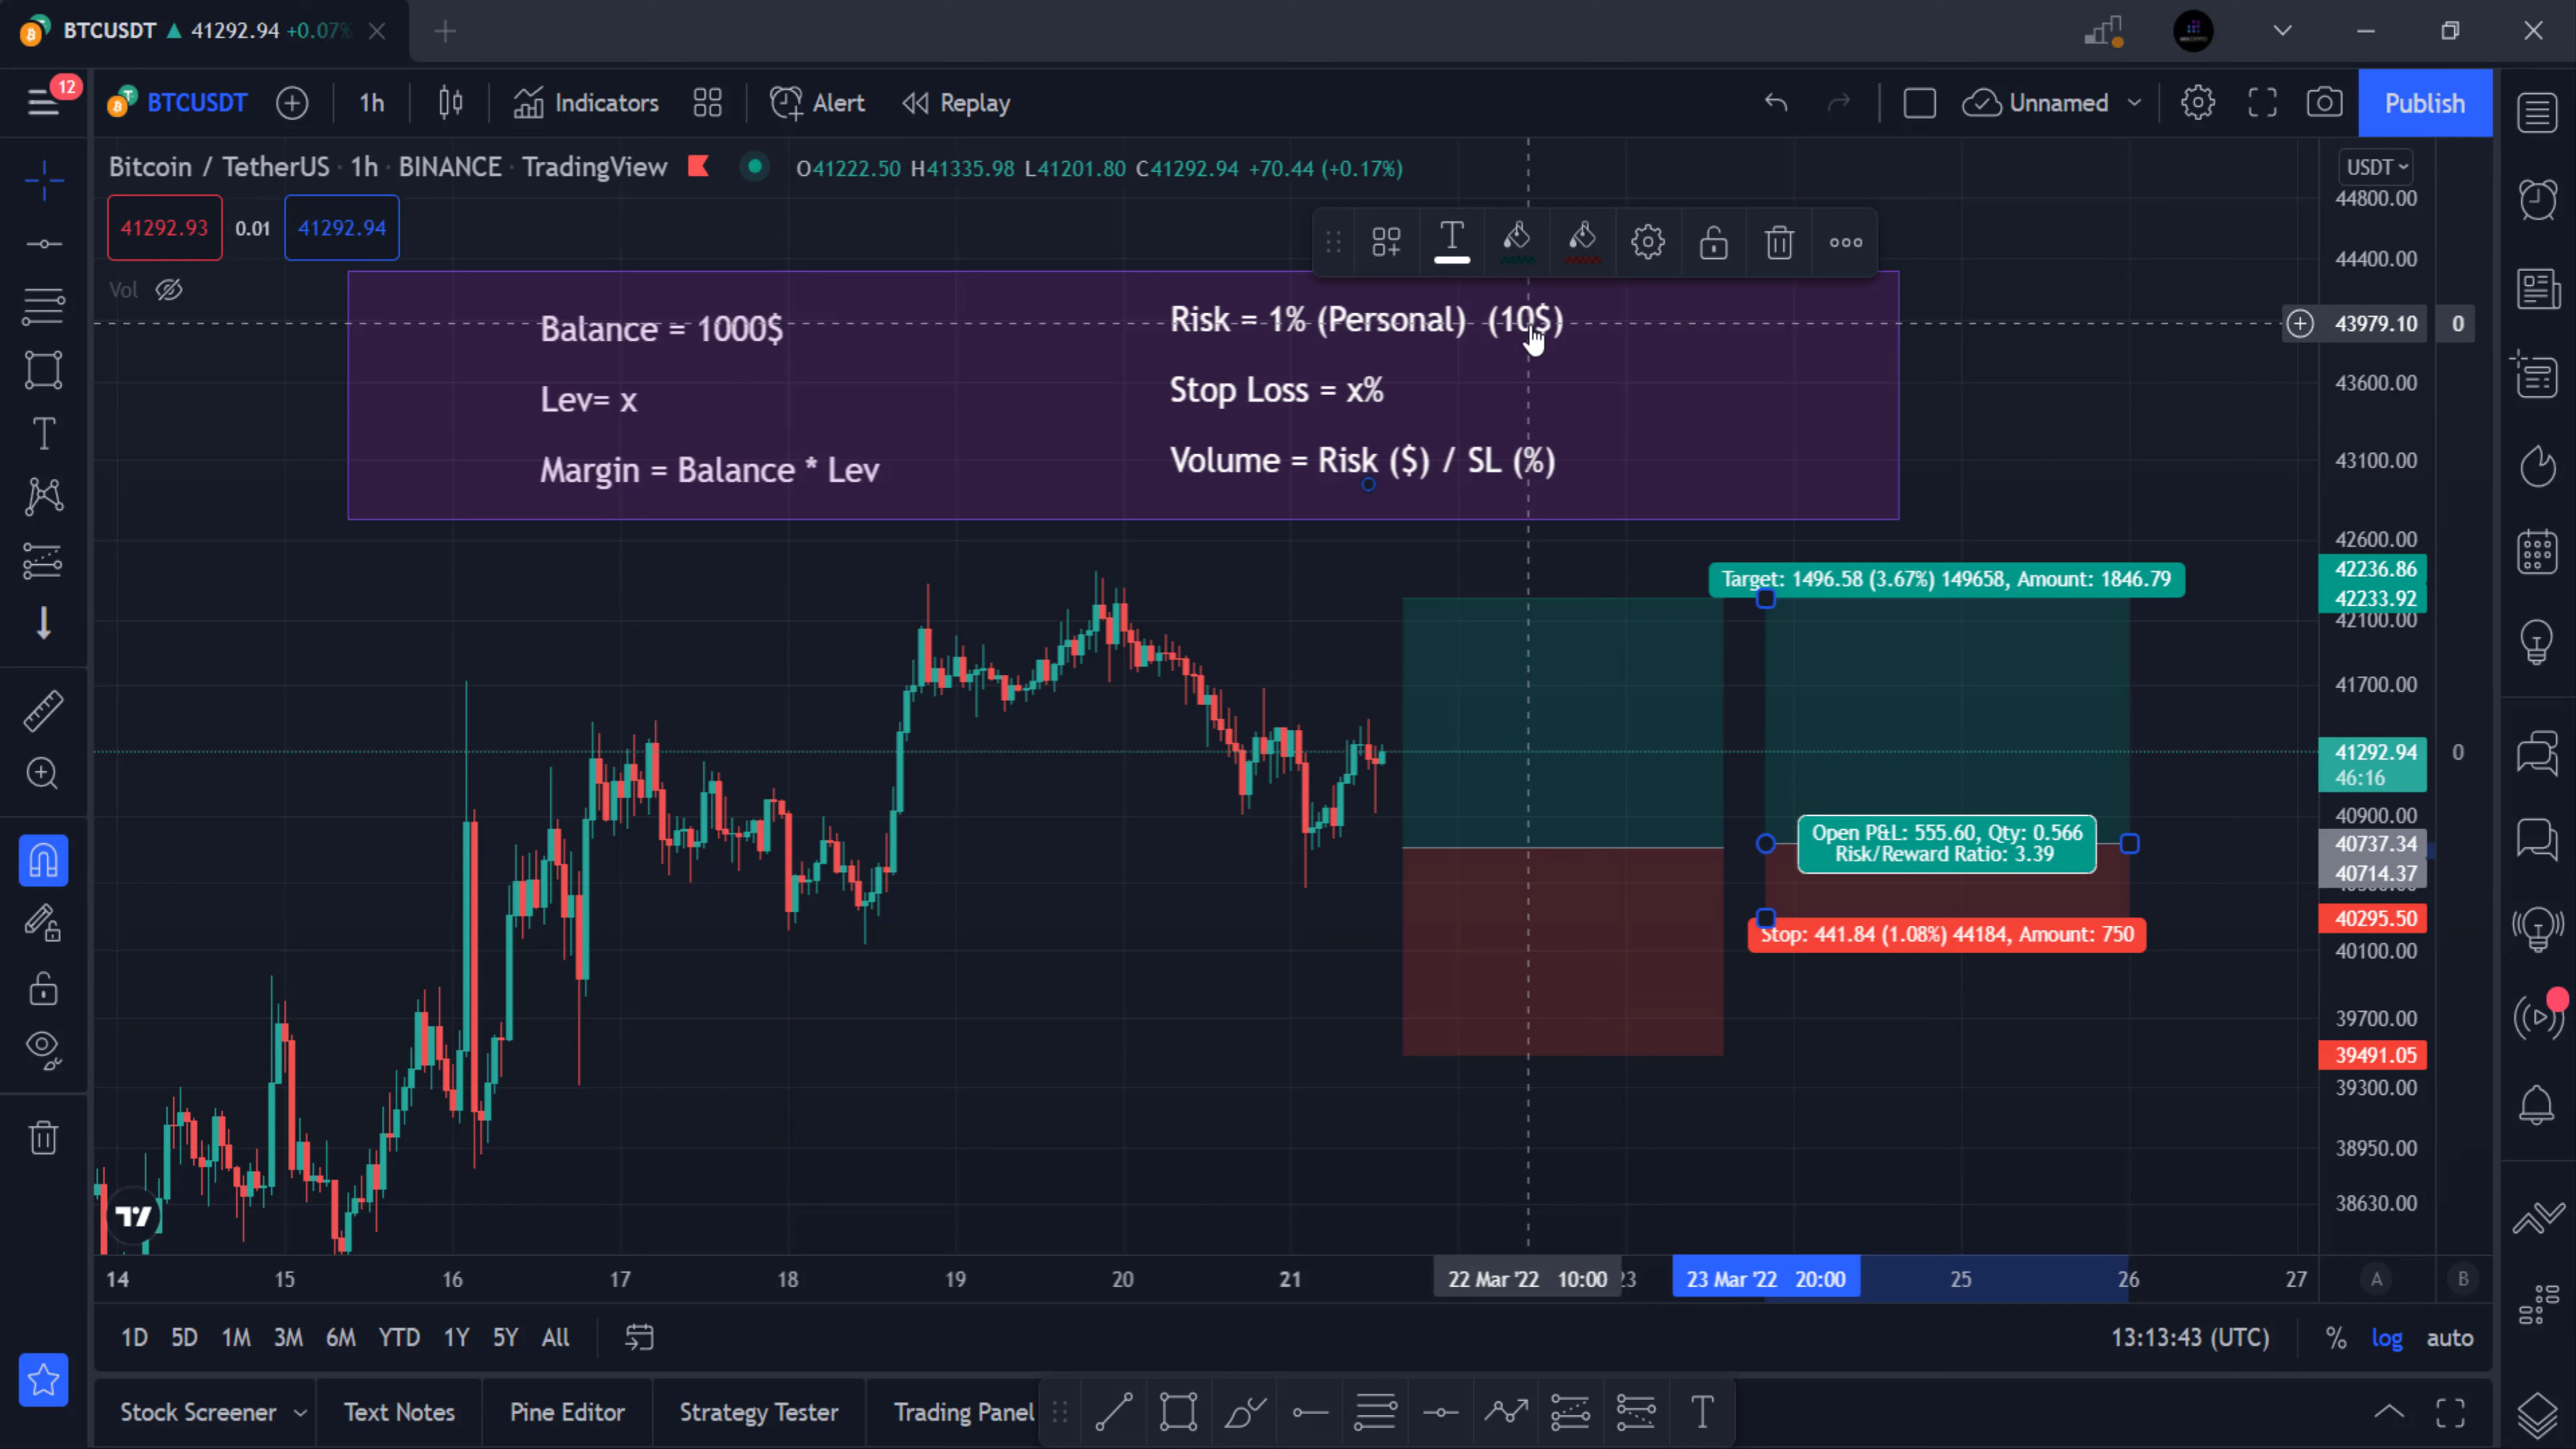 BTCUSDT ▲ 41292.94 +0.07%
12
BTCUSDT
1h
Indicators
Alert
Replay
Unnamed
Publish
Bitcoin / TetherUS · 1h · BINANCE · TradingView
O41222.50 H41335.98 L41201.80 C41292.94 +70.44 (+0.17%)
USDT
41292.93
0.01
41292.94
Vol
Balance = 1000$
Lev= x
Margin = Balance * Lev
Risk = 1% (Personal) (10$)
Stop Loss = x%
Volume = Risk ($) / SL (%)
44800.00
44400.00
43979.10
0
43600.00
43100.00
42600.00
42236.86
42233.92
42100.00
41700.00
41292.94
46:16
0
40900.00
40737.34
40714.37
40295.50
40100.00
39700.00
39491.05
39300.00
38950.00
38630.00
Target: 1496.58 (3.67%) 149658, Amount: 1846.79
Open P&L: 555.60, Qty: 0.566
Risk/Reward Ratio: 3.39
Stop: 441.84 (1.08%) 44184, Amount: 750
14 15 16 17 18 19 20 21 22 Mar '22 10:00 23 23 Mar '22 20:00 25 26 27
A B
1D 5D 1M 3M 6M YTD 1Y 5Y All
13:13:43 (UTC) % log auto
Stock Screener
Text Notes
Pine Editor
Strategy Tester
Trading Panel